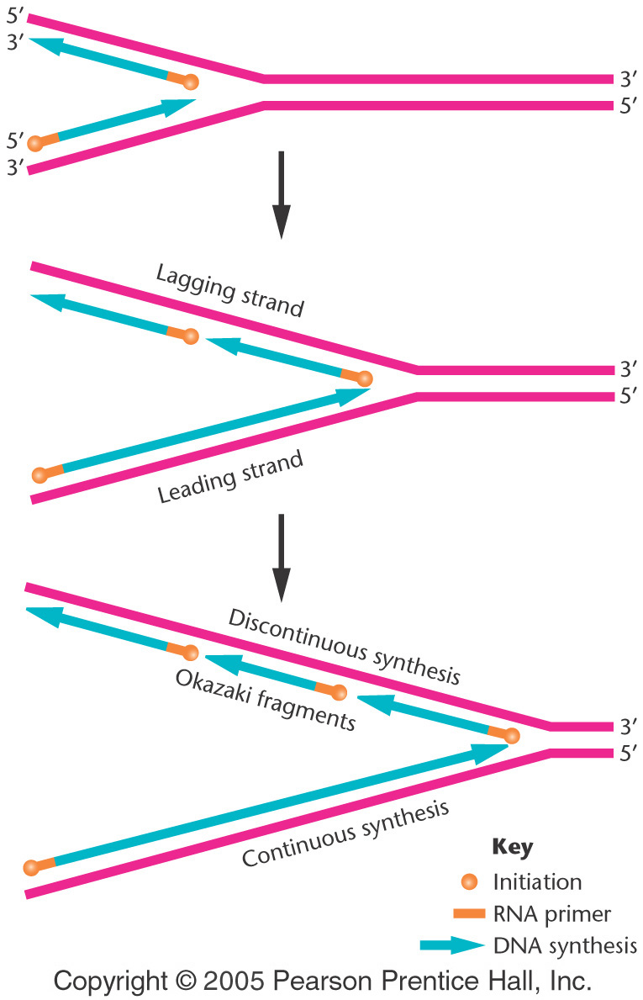 5′
3′
3′
5′
5′
3′
Lagging strand
3′
5′
Leading strand
Discontinuous synthesis
Okazaki fragments
3′
5′
Continuous synthesis
Key
Initiation
RNA primer
DNA synthesis
Copyright © 2005 Pearson Prentice Hall, Inc.